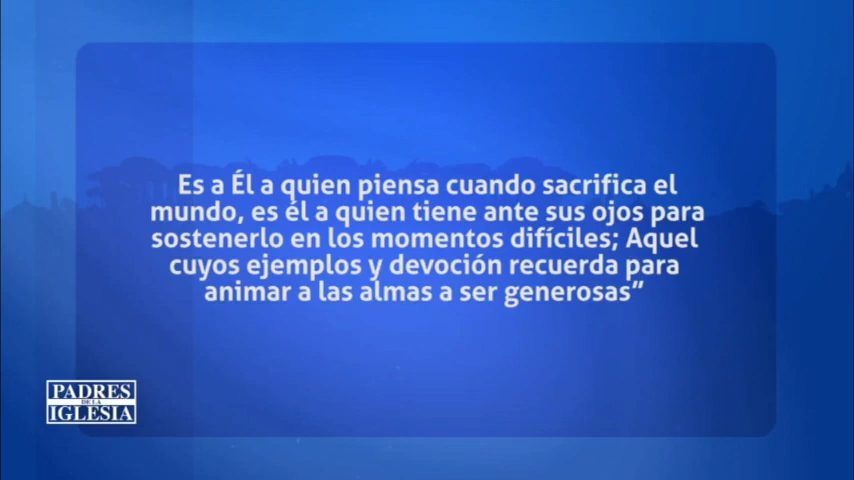 Es a Él a quien piensa cuando sacrifica el
mundo, es él a quien tiene ante sus ojos para
sostenerlo en los momentos difíciles; Aquel
cuyos ejemplos y devoción recuerda para
animar a las almas a ser generosas”
PADRES
DE LA
IGLESIA